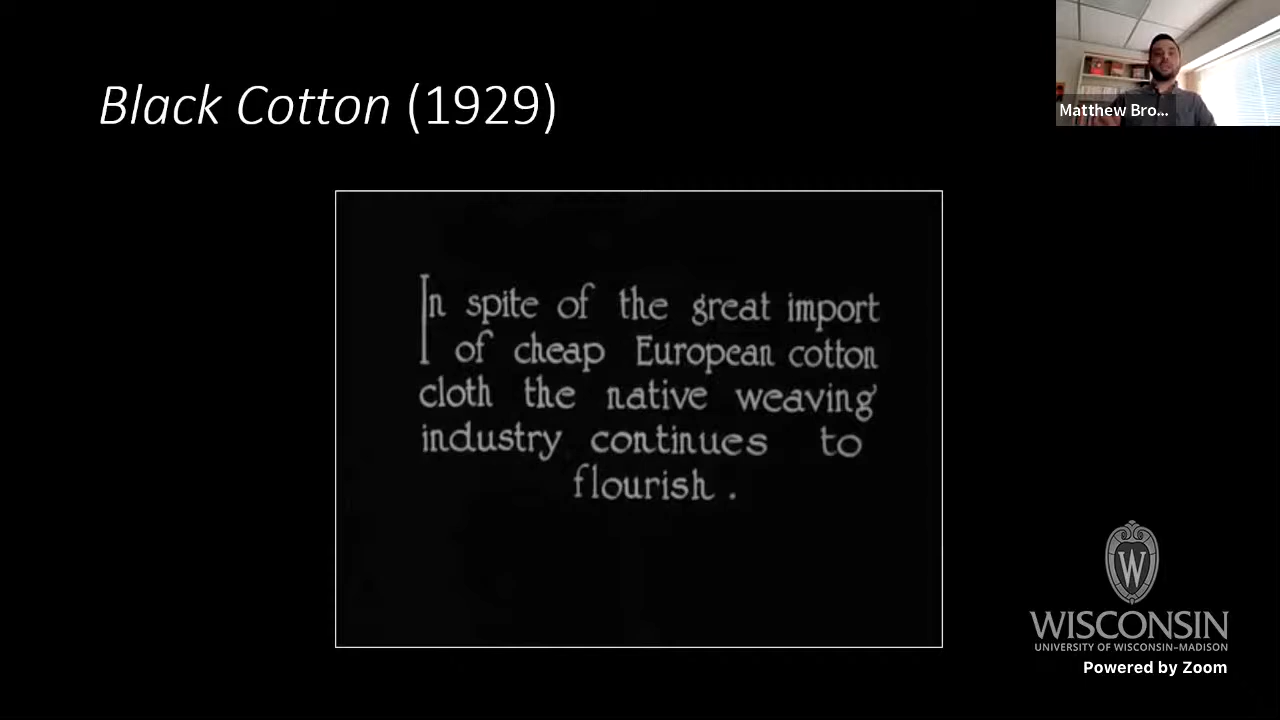 Black Cotton (1929)
Matthew Bro...
In spite of the great import
of cheap European cotton
cloth the native weaving
industry continues to
flourish .
W
WISCONSIN
UNIVERSITY OF WISCONSIN–MADISON
Powered by Zoom